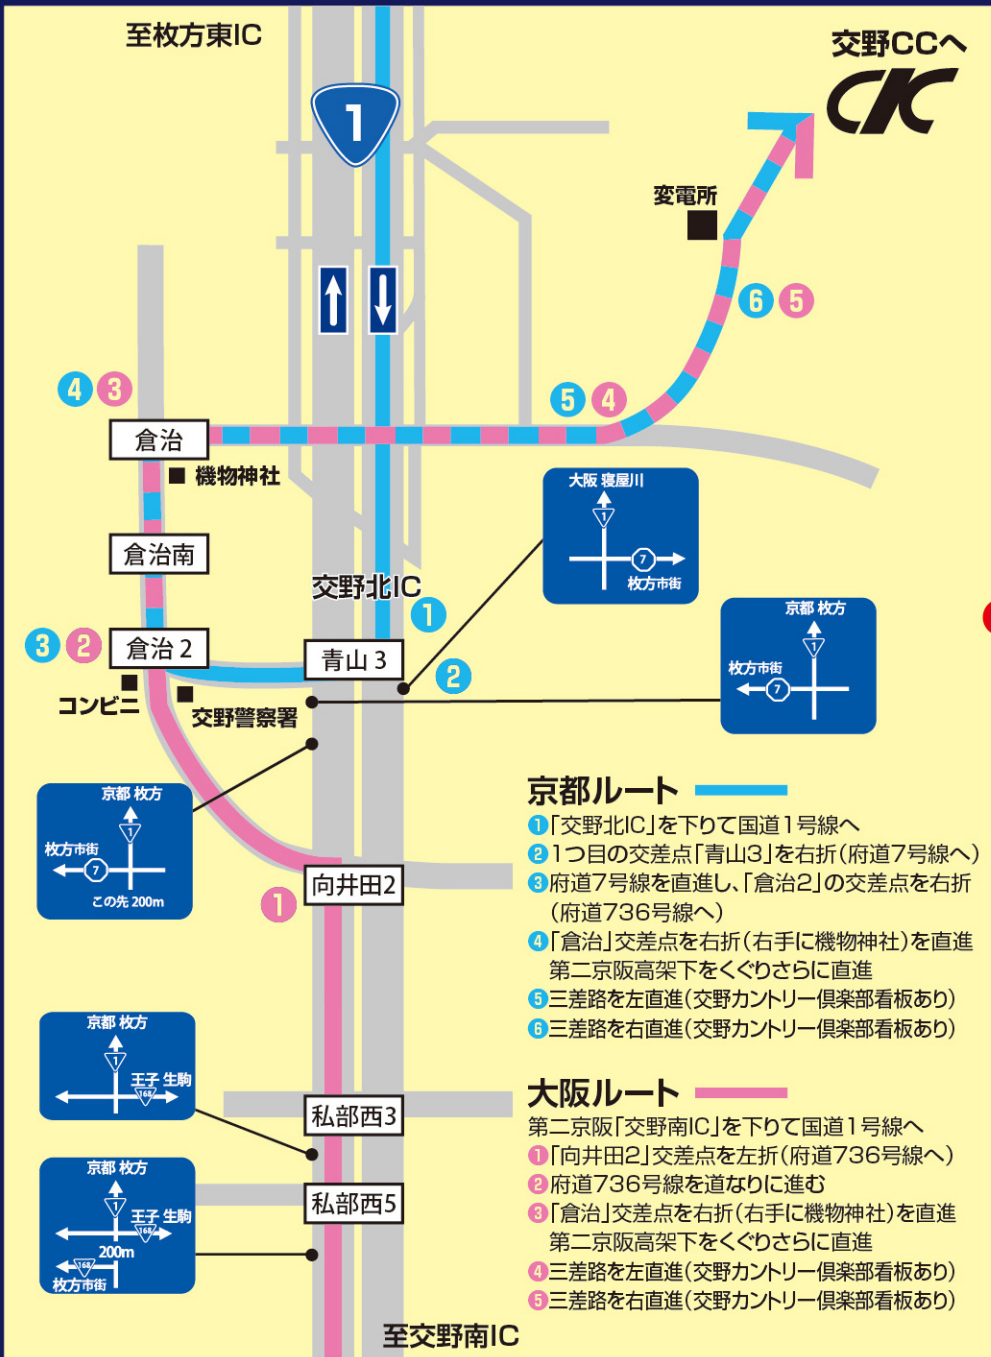 至枚方東IC
交野CCへ
CK
1
変電所
6 5
4 3
5 4
倉治
機物神社
大阪 寝屋川
1
7
枚方市街
倉治南
交野北IC
1
京都 枚方
1
枚方市街
7
3 2
倉治2
青山3
2
コンビニ
交野警察署
京都 枚方
1
枚方市街
7
この先 200m
向井田2
1
京都ルート
1「交野北IC」を下りて国道1号線へ
2 1つ目の交差点「青山3」を右折(府道7号線へ)
3 府道7号線を直進し、「倉治2」の交差点を右折
(府道736号線へ)
4「倉治」交差点を右折(右手に機物神社)を直進
第二京阪高架下をくぐりさらに直進
5 三差路を左直進(交野カントリー倶楽部看板あり)
6 三差路を右直進(交野カントリー倶楽部看板あり)
京都 枚方
1
王子 生駒
168
私部西3
京都 枚方
1
王子 生駒
168
200m
168
枚方市街
私部西5
大阪ルート
第二京阪「交野南IC」を下りて国道1号線へ
1「向井田2」交差点を左折(府道736号線へ)
2 府道736号線を道なりに進む
3「倉治」交差点を右折(右手に機物神社)を直進
第二京阪高架下をくぐりさらに直進
4 三差路を左直進(交野カントリー倶楽部看板あり)
5 三差路を右直進(交野カントリー倶楽部看板あり)
至交野南IC